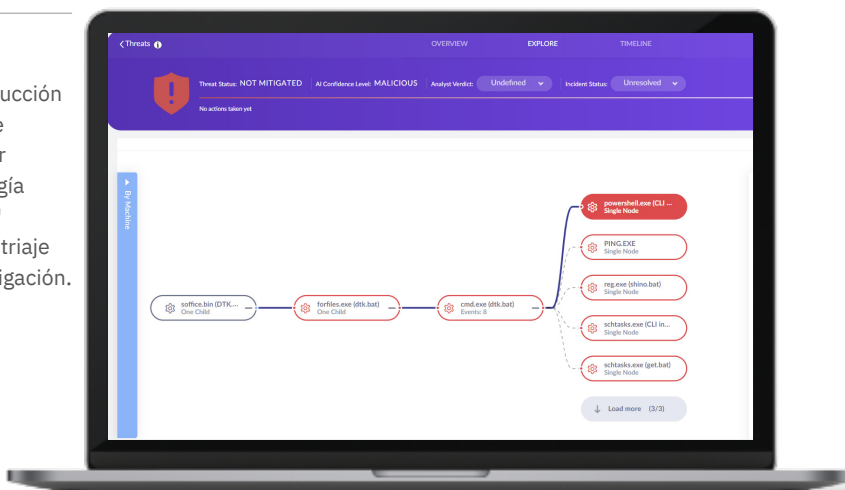 ucción
e
r
gía
triaje
igación.
Threats
OVERVIEW
EXPLORE
TIMELINE
Threat Status: NOT MITIGATED
AI Confidence Level: MALICIOUS
Analyst Verdict: Undefined
Incident Status: Unresolved
No actions taken yet
By Machine
soffice.bin (DTK....
One Child
forfiles.exe (dtk.bat)
One Child
cmd.exe (dtk.bat)
Events: 8
powershell.exe (CLI ...
Single Node
PING.EXE
Single Node
reg.exe (shino.bat)
Single Node
schtasks.exe (CLI in...
Single Node
schtasks.exe (get.bat)
Single Node
Load more (3/3)